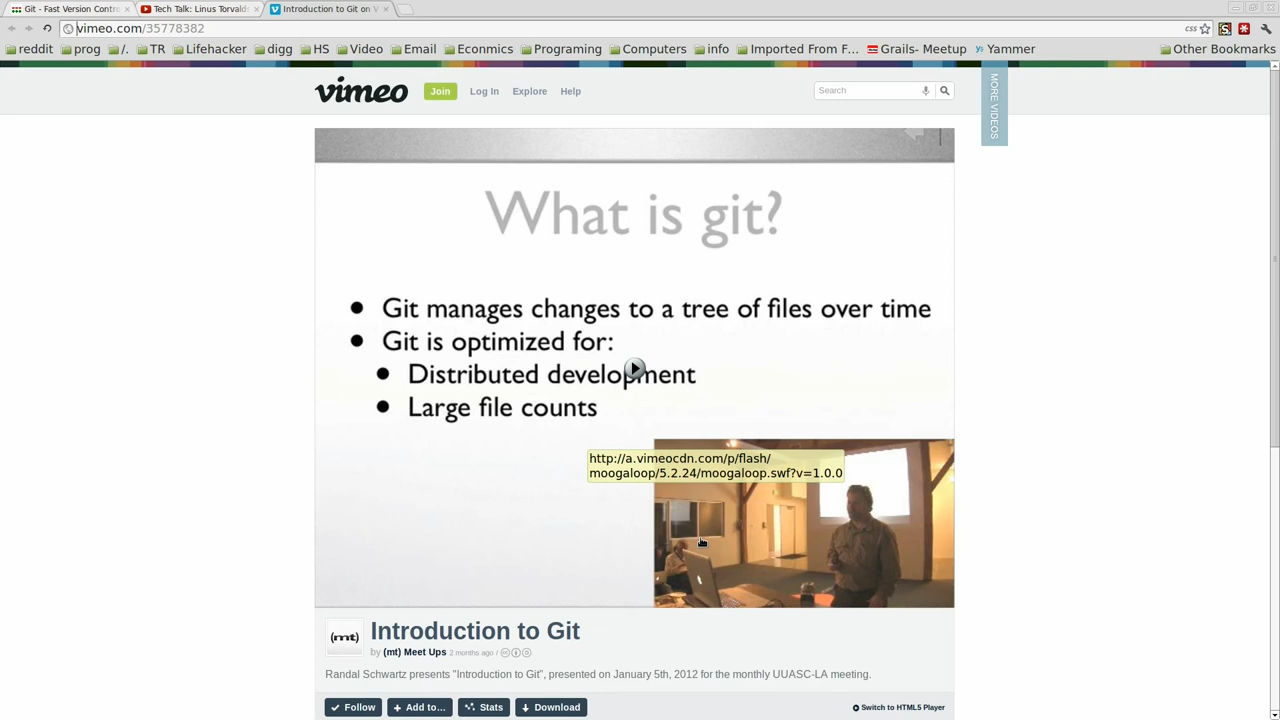 Git - Fast Version Contro
Tech Talk: Linus Torvalds
Introduction to Git on V
vimeo.com/35778382
css
reddit
prog
/.
TR
Lifehacker
digg
HS
Video
Email
Econmics
Programing
Computers
info
Imported From F...
Grails- Meetup
Yammer
Other Bookmarks
vimeo
Join
Log In
Explore
Help
Search
MORE VIDEOS
What is git?
• Git manages changes to a tree of files over time
• Git is optimized for:
• Distributed development
• Large file counts
http://a.vimeocdn.com/p/flash/
moogaloop/5.2.24/moogaloop.swf?v=1.0.0
(mt)
Introduction to Git
by (mt) Meet Ups 2 months ago /
Randal Schwartz presents "Introduction to Git", presented on January 5th, 2012 for the monthly UUASC-LA meeting.
Follow
Add to...
Stats
Download
Switch to HTML5 Player